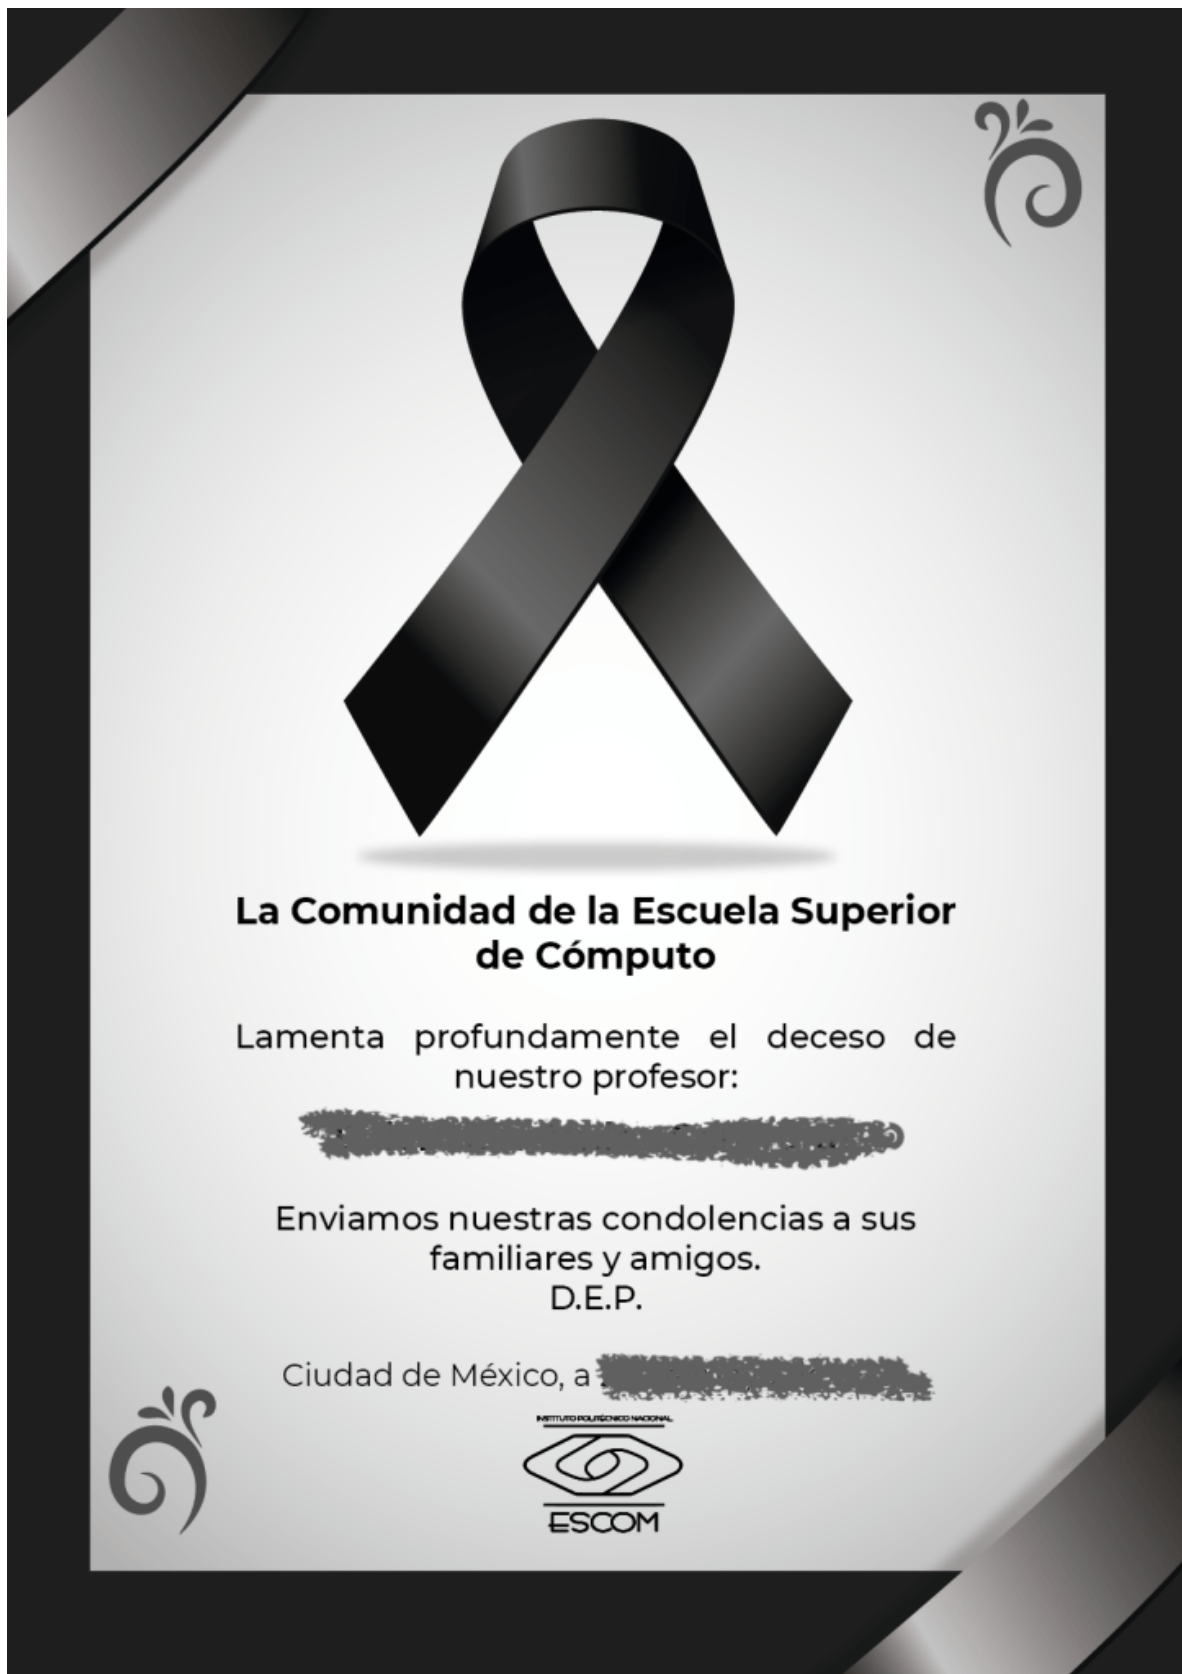 La Comunidad de la Escuela Superior
de Cómputo
Lamenta profundamente el deceso de
nuestro profesor:
Enviamos nuestras condolencias a sus
familiares y amigos.
D.E.P.
Ciudad de México, a
INSTITUTO POLITÉCNICO NACIONAL
ESCOM